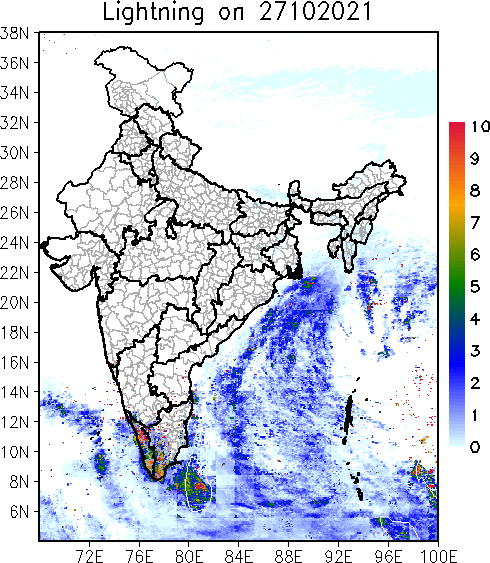 Lightning on 27102021
38N
36N
34N
32N
30N
28N
26N
24N
22N
20N
18N
16N
14N
12N
10N
8N
6N
72E 76E 80E 84E 88E 92E 96E 100E
10
9
8
7
6
5
4
3
2
1
0